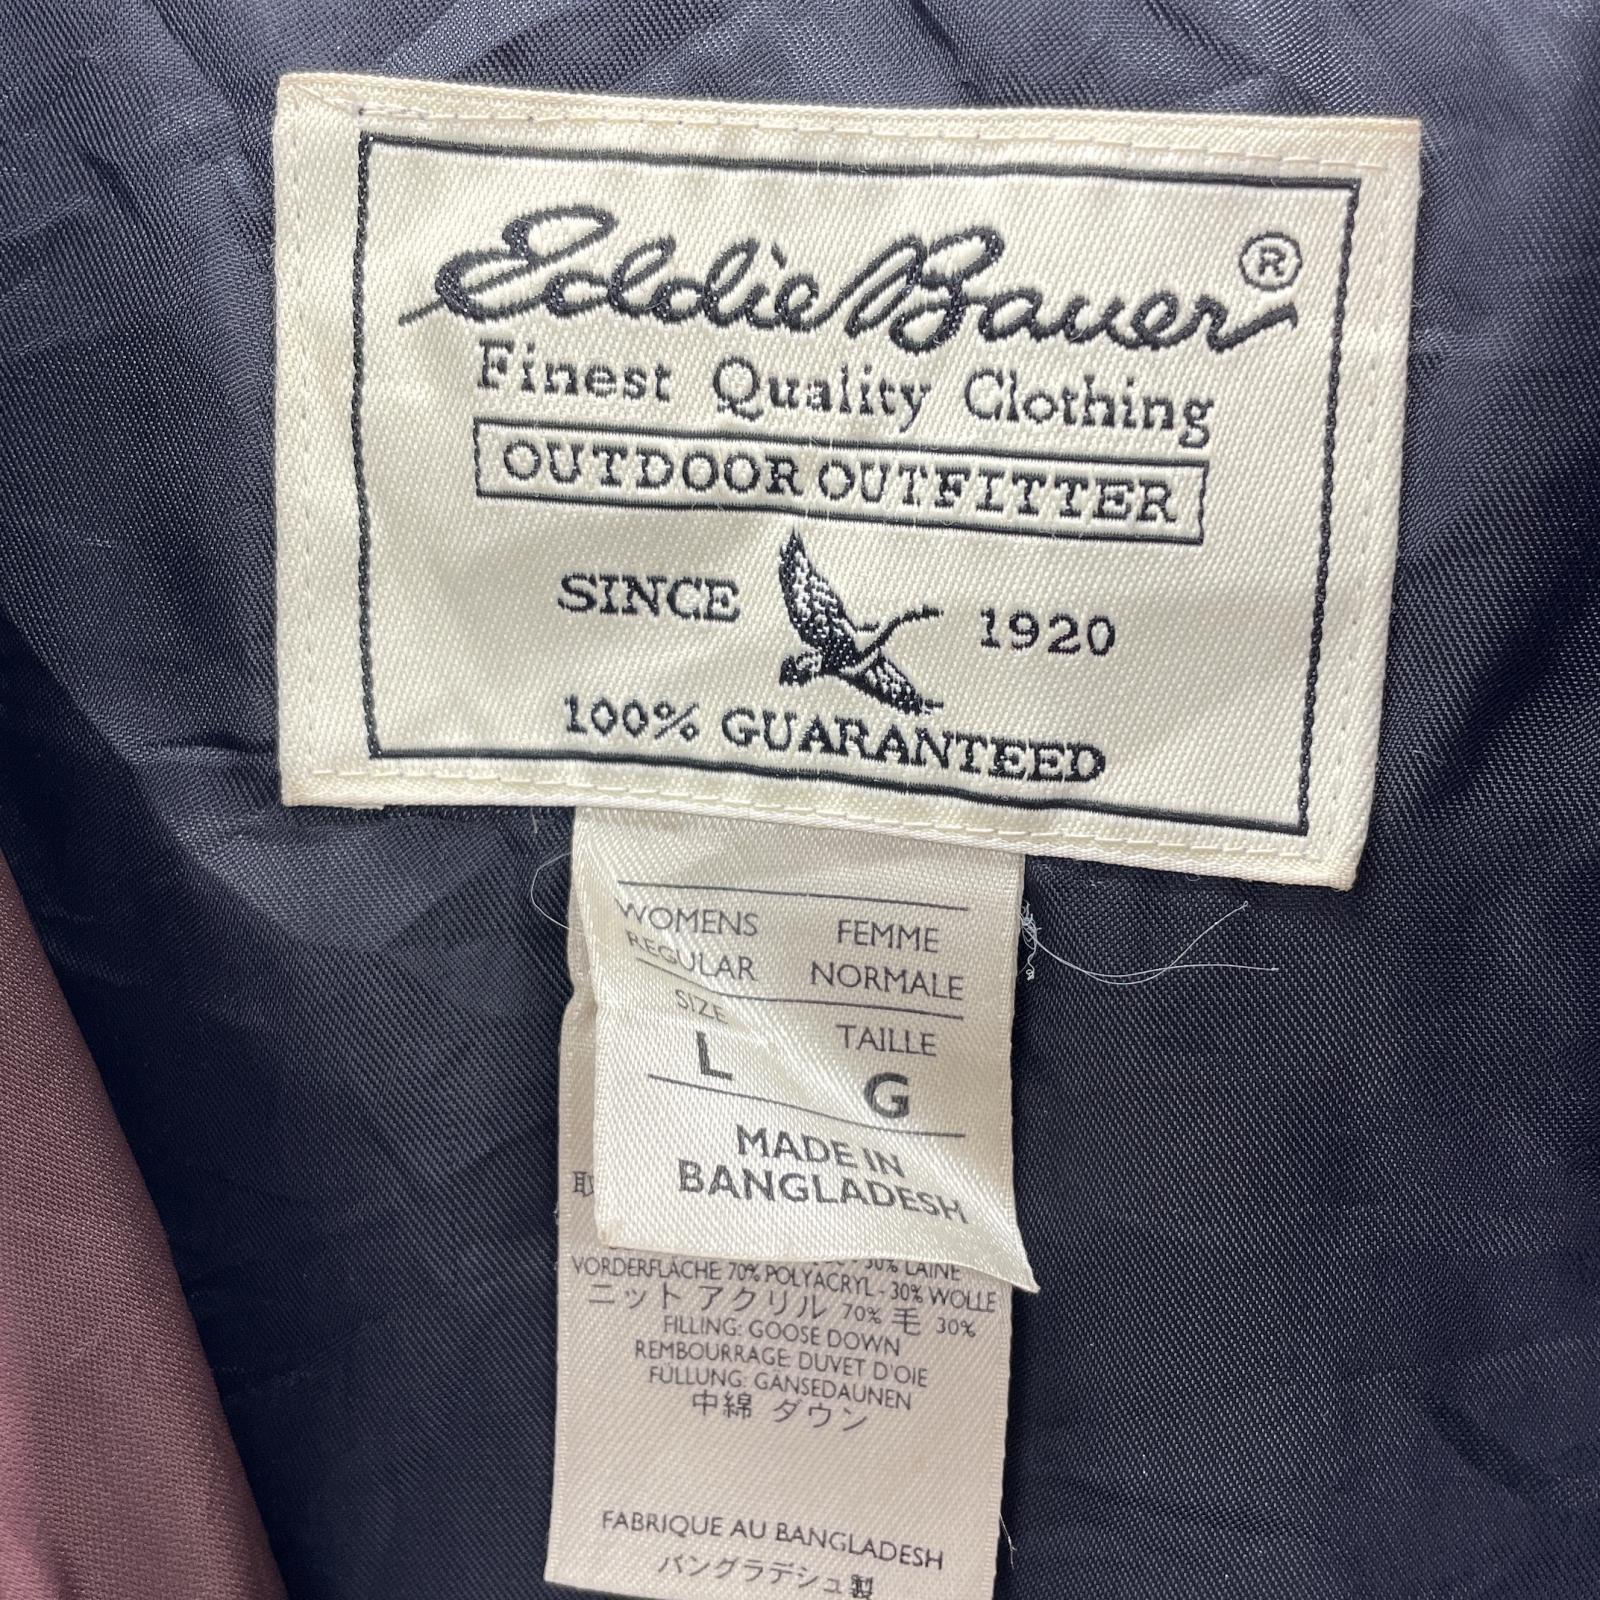 Eddie Bauer®
Finest Quality Clothing
OUTDOOR OUTFITTER
SINCE 1920
100% GUARANTEED
WOMENS FEMME
REGULAR NORMALE
SIZE TAILLE
L G
MADE IN
BANGLADESH
取
30% LAINE
VORDERFLÄCHE 70% POLYACRYL - 30% WOLLE
ニット アクリル 70% 毛 30%
FILLING: GOOSE DOWN
REMBOURRAGE: DUVET D'OIE
FÜLLUNG: GÄNSEDAUNEN
中綿 ダウン
FABRIQUE AU BANGLADESH
バングラデシュ製